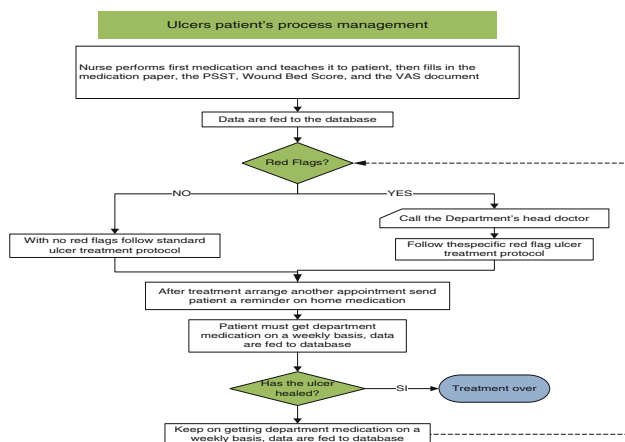 Ulcers patient's process management
Nurse performs first medication and teaches it to patient, then fills in the
medication paper, the PSST, Wound Bed Score, and the VAS document
Data are fed to the database
Red Flags?
NO
YES
Call the Department's head doctor
With no red flags follow standard
ulcer treatment protocol
Follow thespecific red flag ulcer
treatment protocol
After treatment arrange another appointment send
patient a reminder on home medication
Patient must get department
medication on a weekly basis, data
are fed to database
Has the ulcer
healed?
SI
Treatment over
Keep on getting department medication on a
weekly basis, data are fed to database